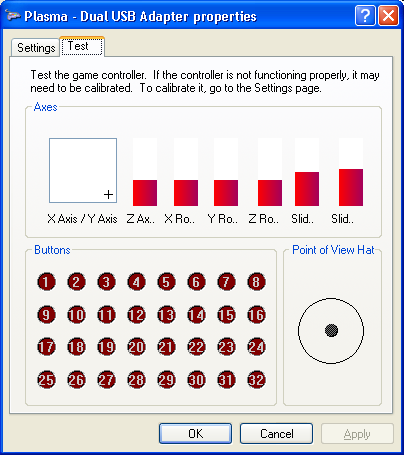 Plasma - Dual USB Adapter properties
Settings
Test
Test the game controller. If the controller is not functioning properly, it may
need to be calibrated. To calibrate it, go to the Settings page.
Axes
X Axis / Y Axis Z Ax.. X Ro.. Y Ro.. Z Ro.. Slid.. Slid..
Buttons
1 2 3 4 5 6 7 8
9 10 11 12 13 14 15 16
17 18 19 20 21 22 23 24
25 26 27 28 29 30 31 32
Point of View Hat
OK Cancel Apply